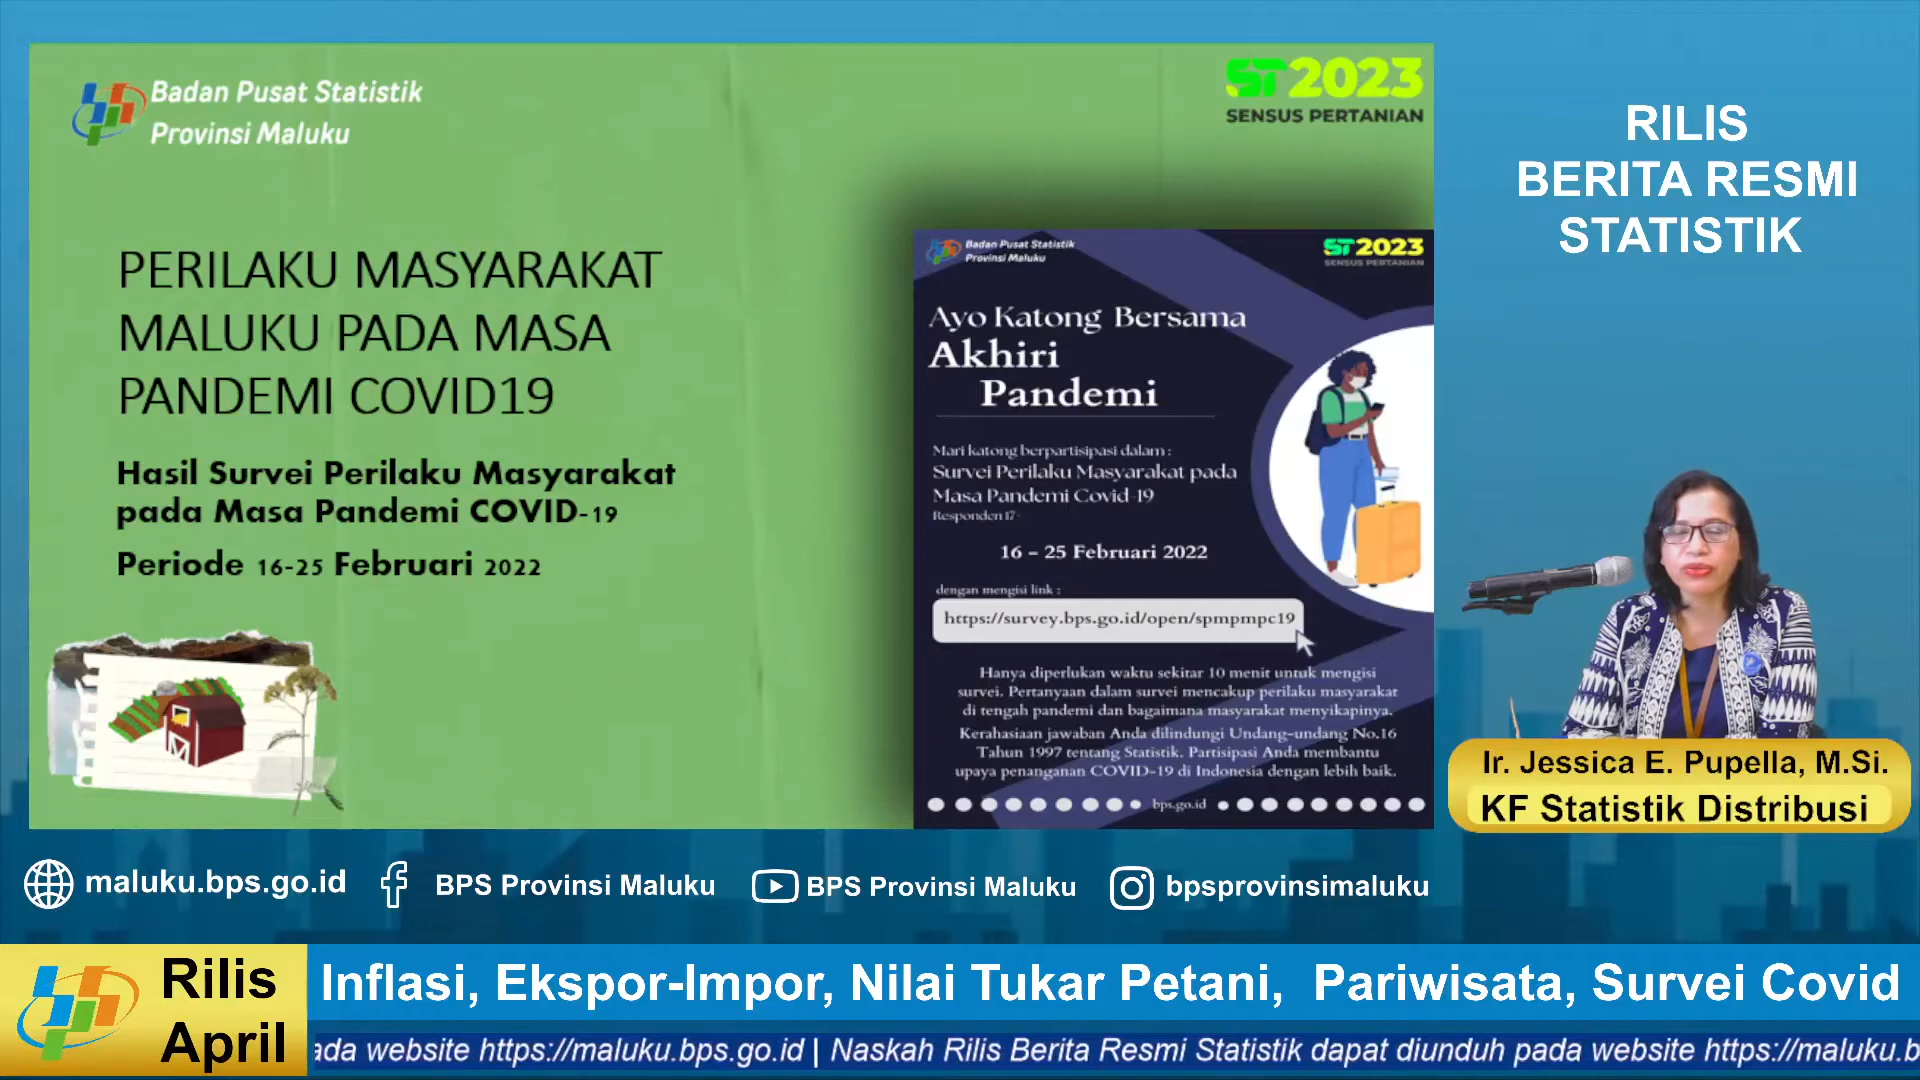 Badan Pusat Statistik
Provinsi Maluku
ST2023
SENSUS PERTANIAN
PERILAKU MASYARAKAT
MALUKU PADA MASA
PANDEMI COVID19
Hasil Survei Perilaku Masyarakat
pada Masa Pandemi COVID-19
Periode 16-25 Februari 2022
Badan Pusat Statistik
Provinsi Maluku
ST2023
SENSUS PERTANIAN
Ayo Katong Bersama
Akhiri
Pandemi
Mari katong berpartisipasi dalam :
Survei Perilaku Masyarakat pada
Masa Pandemi Covid-19
Responden 17
16 – 25 Februari 2022
dengan mengisi link :
https://survey.bps.go.id/open/spmpmpc19
Hanya diperlukan waktu sekitar 10 menit untuk mengisi
survei. Pertanyaan dalam survei mencakup perilaku masyarakat
di tengah pandemi dan bagaimana masyarakat menyikapinya.
Kerahasiaan jawaban Anda dilindungi Undang-undang No.16
Tahun 1997 tentang Statistik. Partisipasi Anda membantu
upaya penanganan COVID-19 di Indonesia dengan lebih baik.
bps.go.id
RILIS
BERITA RESMI
STATISTIK
Ir. Jessica E. Pupella, M.Si.
KF Statistik Distribusi
maluku.bps.go.id
BPS Provinsi Maluku
BPS Provinsi Maluku
bpsprovinsimaluku
Rilis
April
Inflasi, Ekspor-Impor, Nilai Tukar Petani, Pariwisata, Survei Covid
ada website https://maluku.bps.go.id | Naskah Rilis Berita Resmi Statistik dapat diunduh pada website https://maluku.b